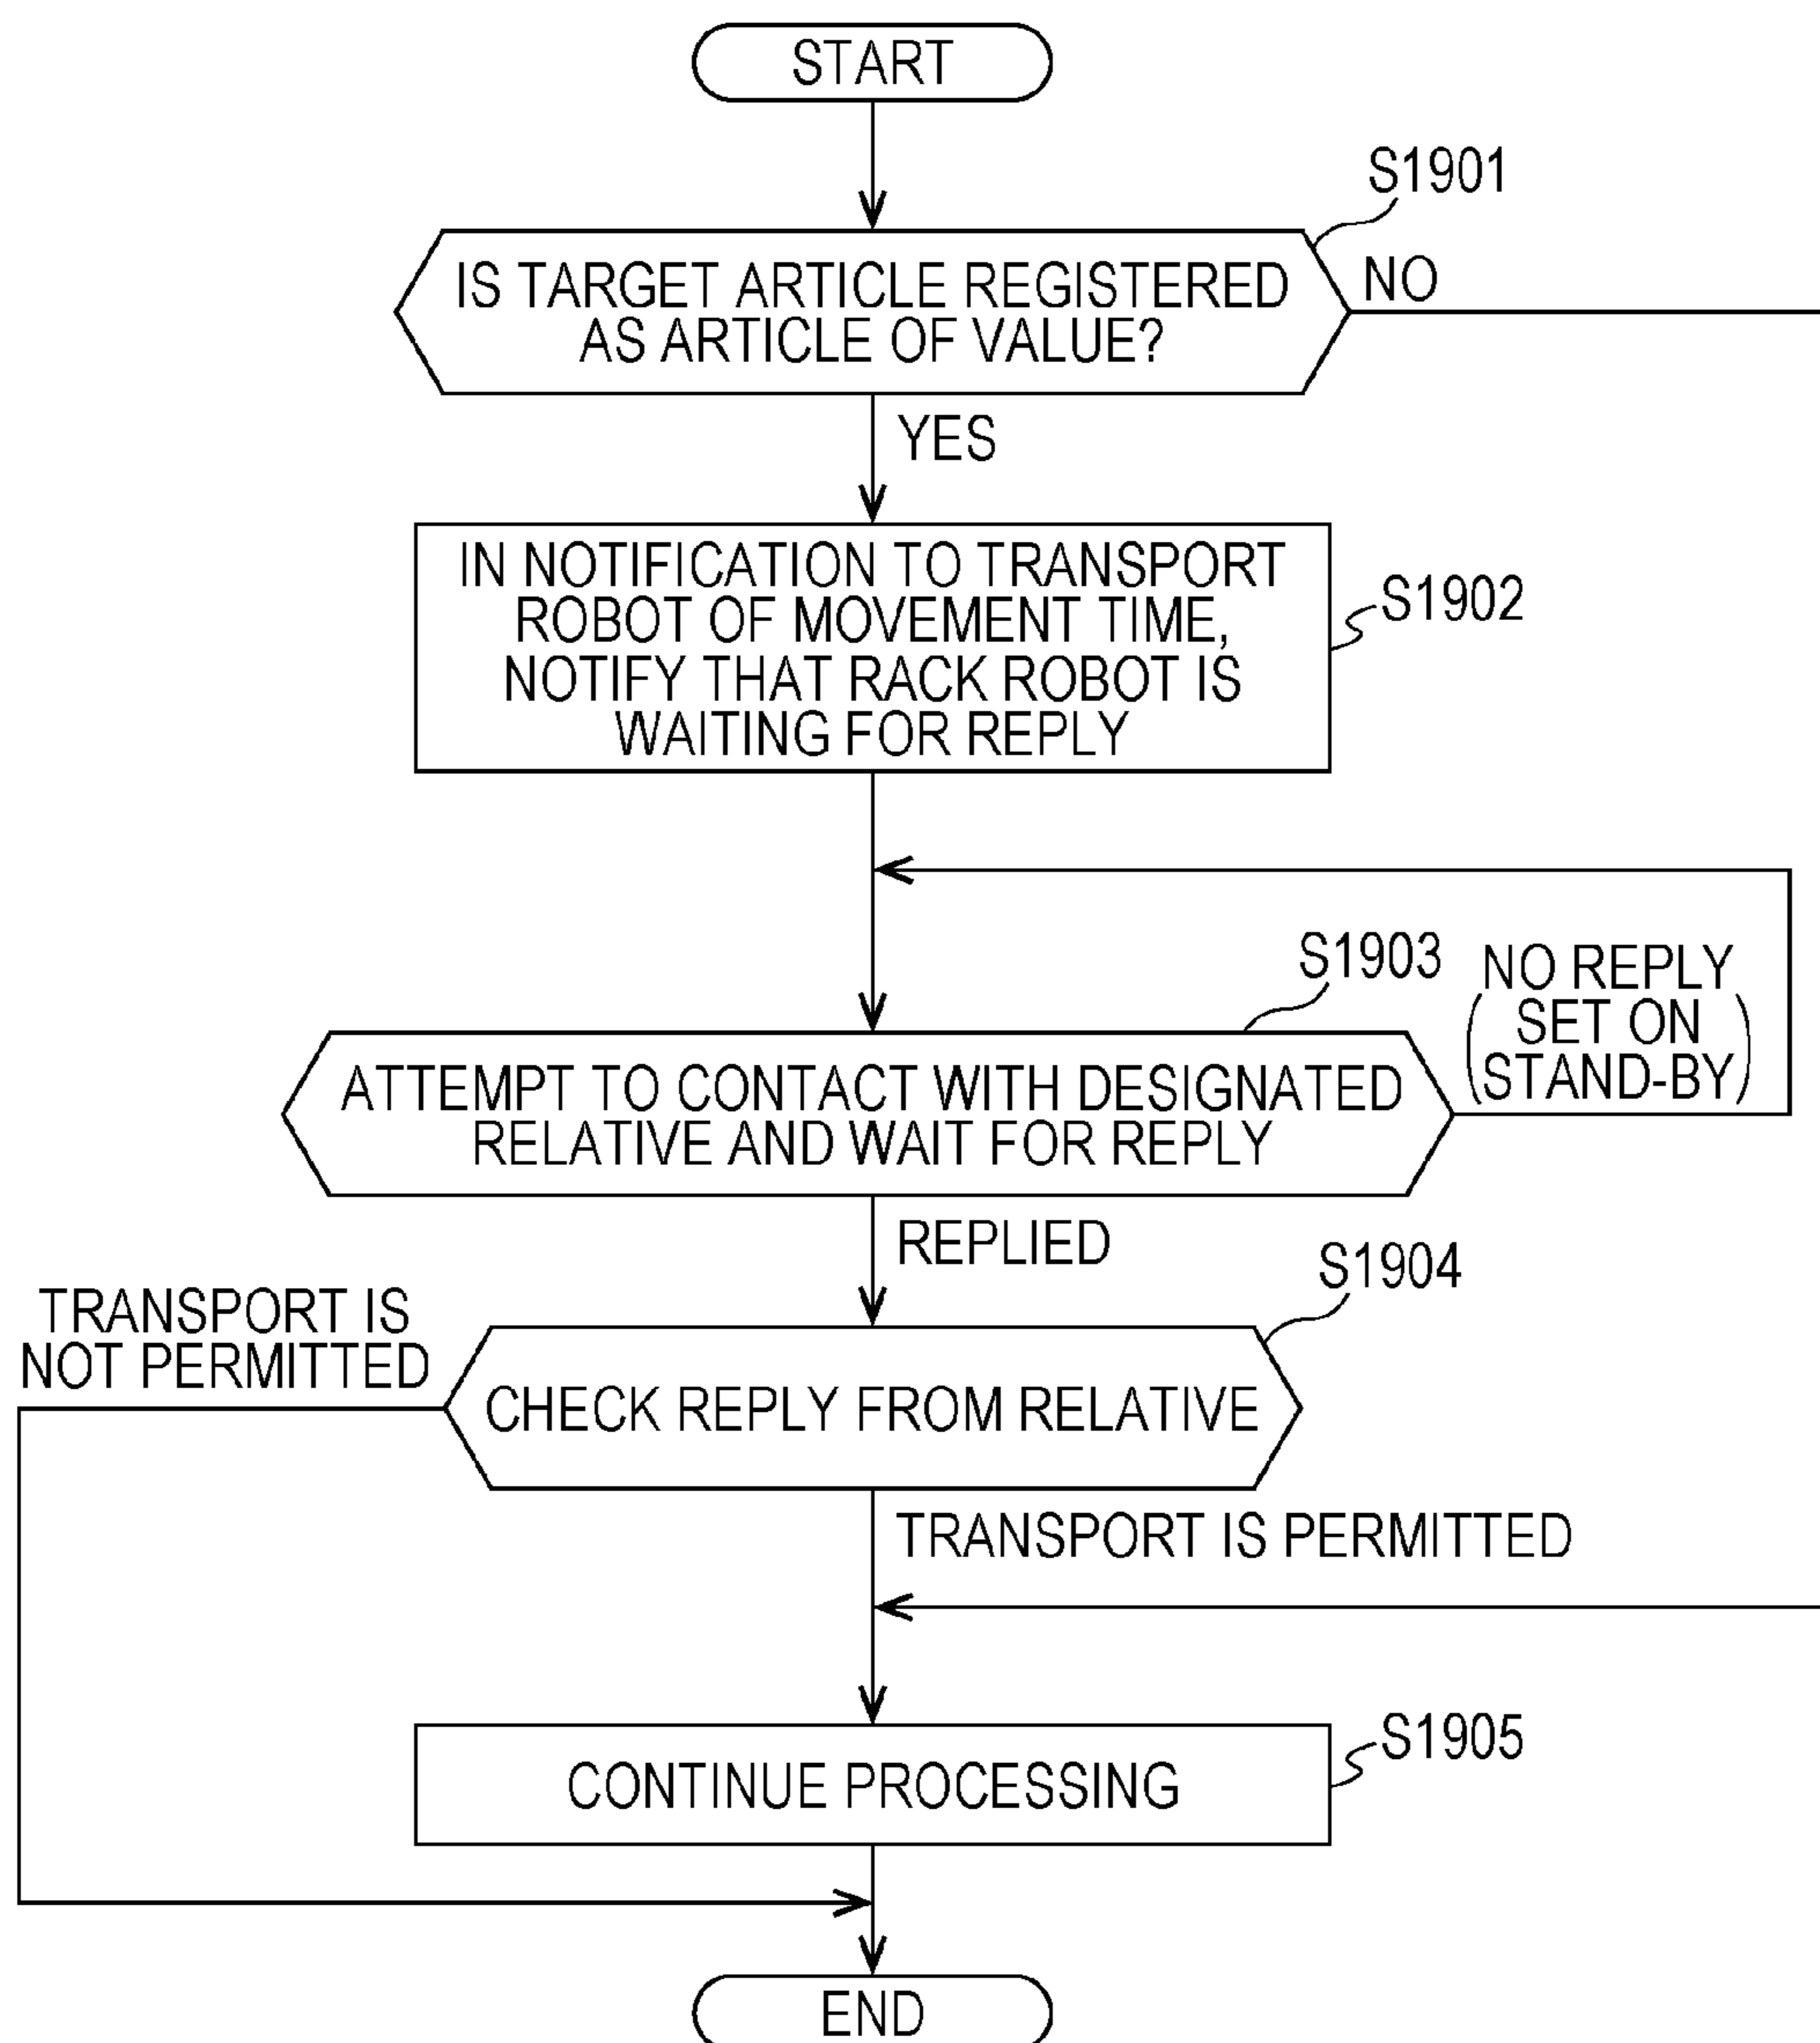 START
S1901
IS TARGET ARTICLE REGISTERED
AS ARTICLE OF VALUE?
NO
YES
IN NOTIFICATION TO TRANSPORT
ROBOT OF MOVEMENT TIME,
NOTIFY THAT RACK ROBOT IS
WAITING FOR REPLY
S1902
S1903
NO REPLY
(SET ON
STAND-BY)
ATTEMPT TO CONTACT WITH DESIGNATED
RELATIVE AND WAIT FOR REPLY
REPLIED
S1904
TRANSPORT IS
NOT PERMITTED
CHECK REPLY FROM RELATIVE
TRANSPORT IS PERMITTED
S1905
CONTINUE PROCESSING
END